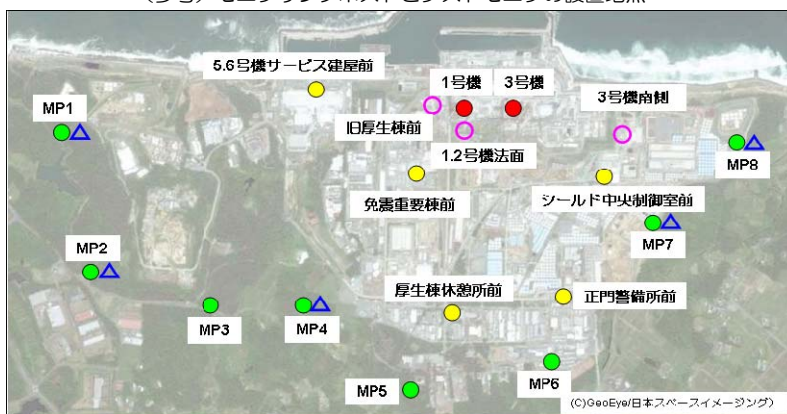 5.6号機サービス建屋前
1号機
3号機
MP1
旧厚生棟前
3号機南側
1.2号機法面
MP8
免震重要棟前
シールド中央制御室前
MP2
MP7
厚生棟休憩所前
正門警備所前
MP3
MP4
MP5
MP6
(C)GeoEye/日本スペースイメージング)